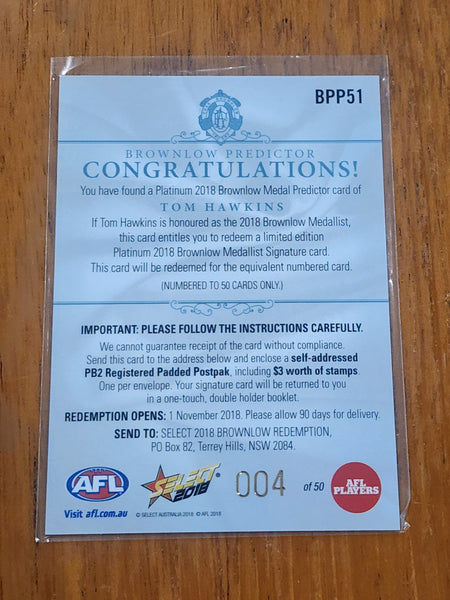 BPP51
BROWNLOW PREDICTOR
CONGRATULATIONS!
You have found a Platinum 2018 Brownlow Medal Predictor card of
TOM HAWKINS
If Tom Hawkins is honoured as the 2018 Brownlow Medallist,
this card entitles you to redeem a limited edition
Platinum 2018 Brownlow Medallist Signature card.
This card will be redeemed for the equivalent numbered card.
(NUMBERED TO 50 CARDS ONLY.)
IMPORTANT: PLEASE FOLLOW THE INSTRUCTIONS CAREFULLY.
We cannot guarantee receipt of the card without compliance.
Send this card to the address below and enclose a self-addressed
PB2 Registered Padded Postpak, including $3 worth of stamps.
One per envelope. Your signature card will be returned to you
in a one-touch, double holder booklet.
REDEMPTION OPENS: 1 November 2018. Please allow 90 days for delivery.
SEND TO: SELECT 2018 BROWNLOW REDEMPTION,
PO Box 82, Terrey Hills, NSW 2084.
AFL
SELECT
2018
004 of 50
AFL
PLAYERS
Visit afl.com.au
© SELECT AUSTRALIA 2018 © AFL 2018